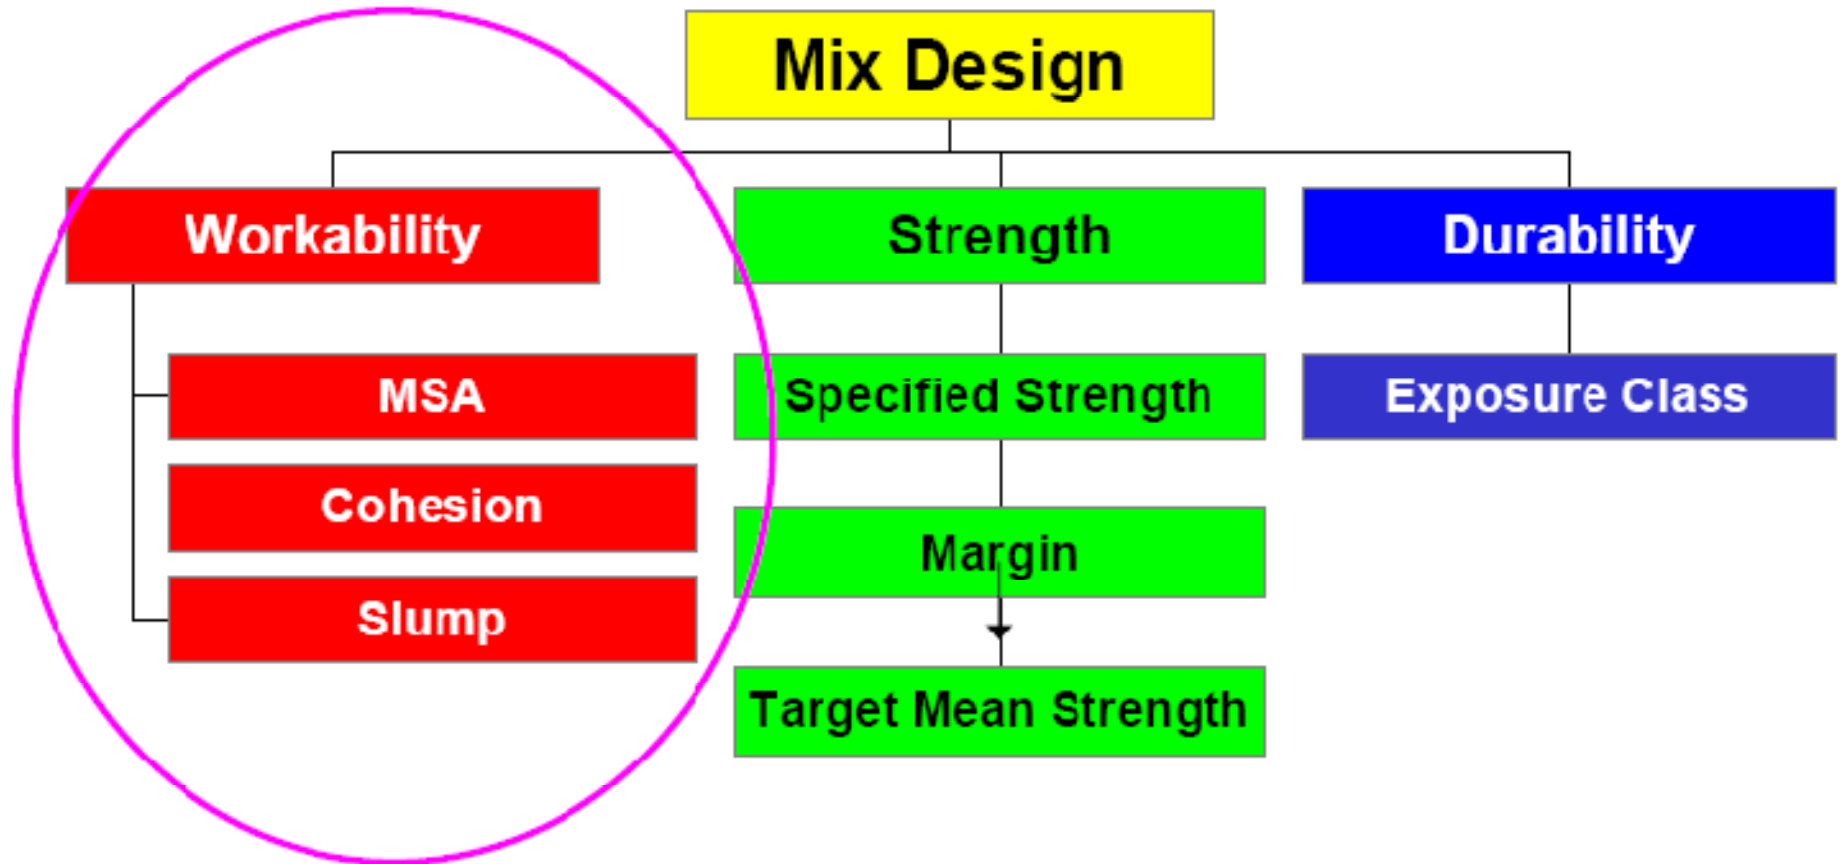 Mix Design
Workability
Strength
Durability
MSA
Specified Strength
Exposure Class
Cohesion
Margin
Slump
Target Mean Strength